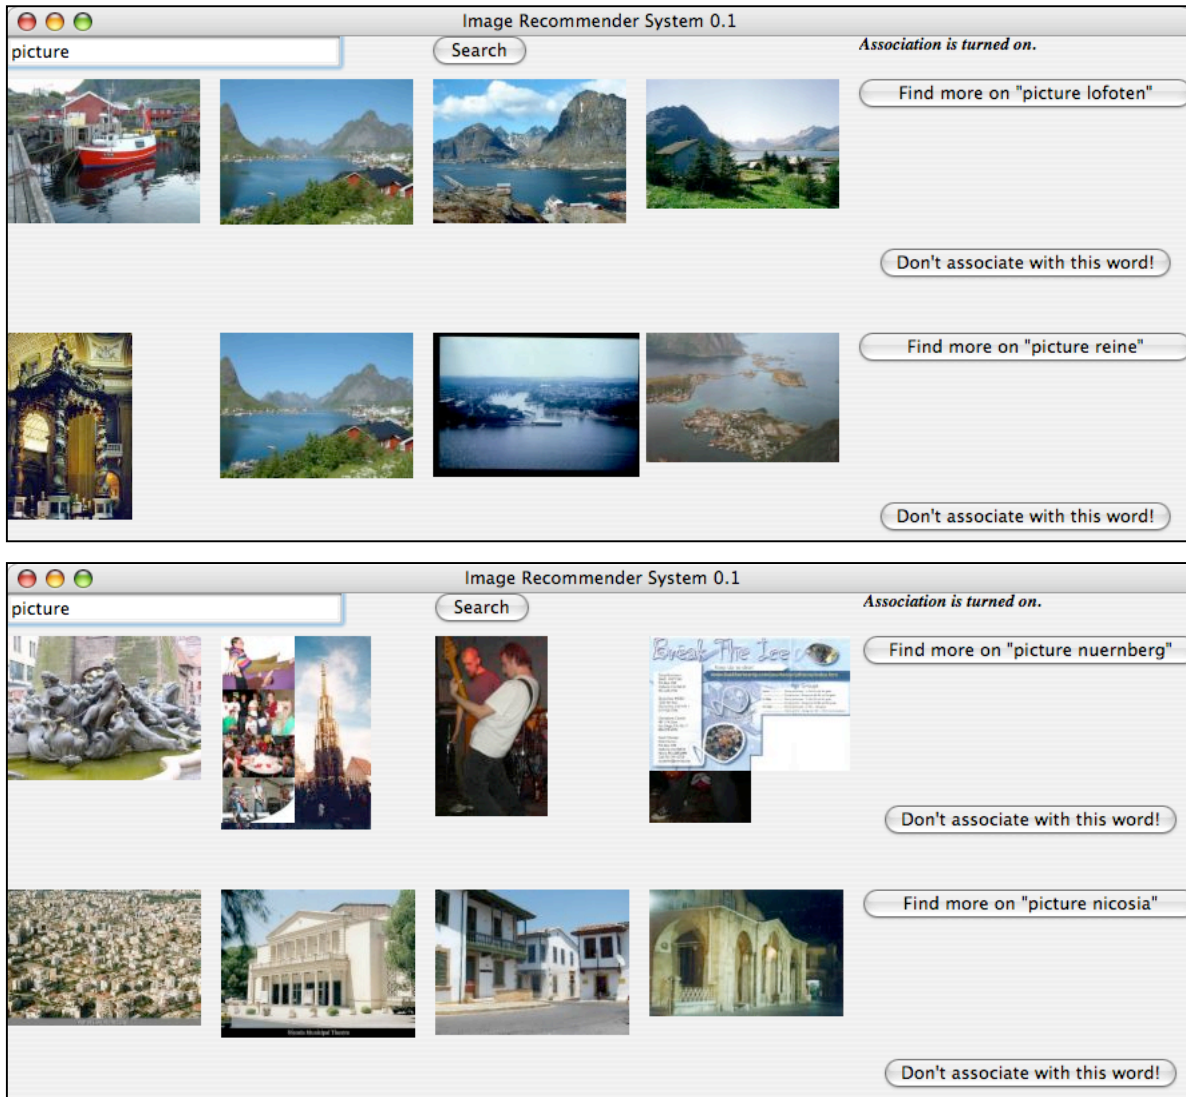 Image Recommender System 0.1
picture
Search
Association is turned on.
Find more on "picture lofoten"
Don't associate with this word!
Find more on "picture reine"
Don't associate with this word!
Image Recommender System 0.1
picture
Search
Association is turned on.
Break The Ice
Find more on "picture nuernberg"
Don't associate with this word!
Find more on "picture nicosia"
Nicosia Municipal Theatre
Don't associate with this word!